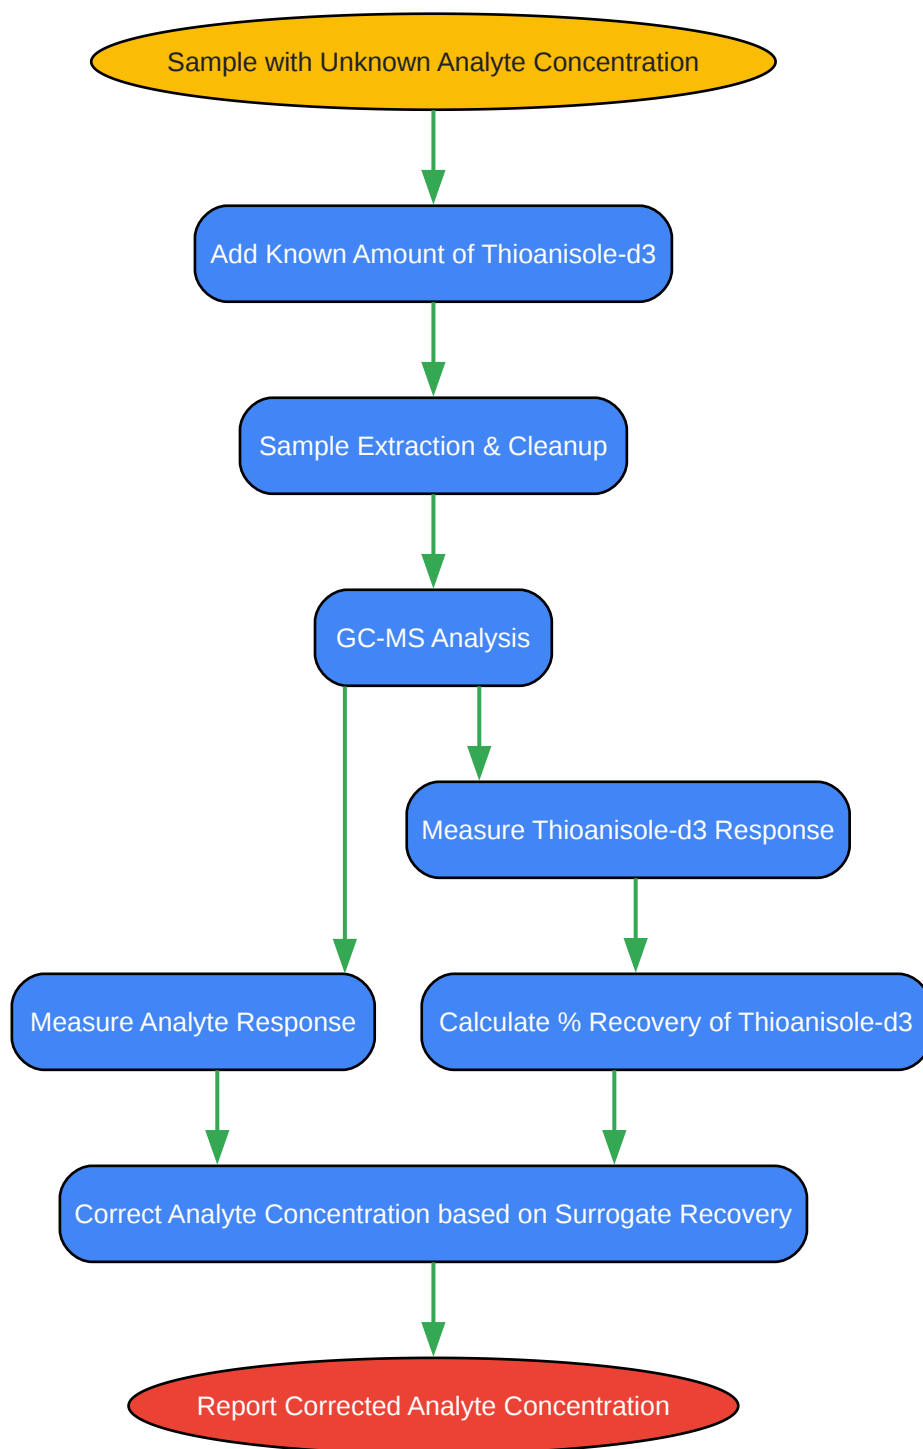 Sample with Unknown Analyte Concentration
Add Known Amount of Thioanisole-d3
Sample Extraction & Cleanup
GC-MS Analysis
Measure Thioanisole-d3 Response
Measure Analyte Response
Calculate % Recovery of Thioanisole-d3
Correct Analyte Concentration based on Surrogate Recovery
Report Corrected Analyte Concentration